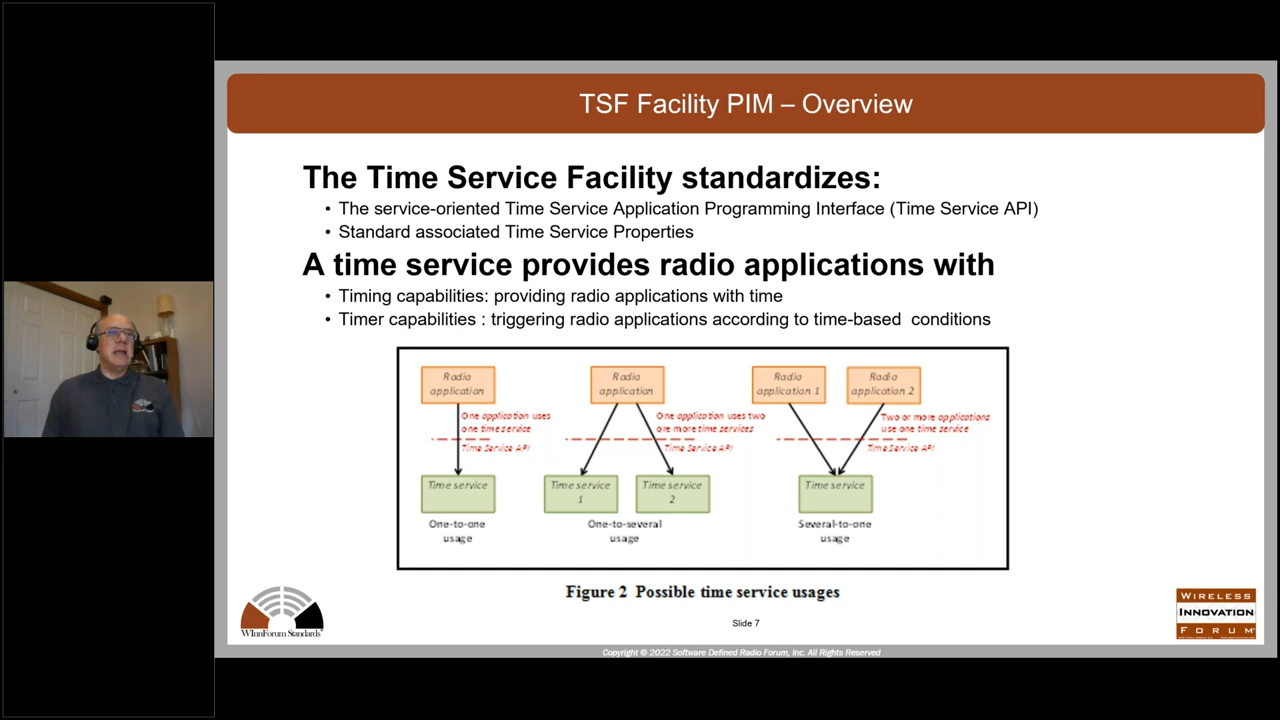 TSF Facility PIM – Overview
The Time Service Facility standardizes:
• The service-oriented Time Service Application Programming Interface (Time Service API)
• Standard associated Time Service Properties
A time service provides radio applications with
• Timing capabilities: providing radio applications with time
• Timer capabilities : triggering radio applications according to time-based conditions
Radio
application
One application uses
one time service
Time Service API
Time service
One-to-one
usage
Radio
application
One application uses two
ore more time services
Time Service API
Time service
1
Time service
2
One-to-several
usage
Radio
application 1
Radio
application 2
Two or more applications
use one time service
Time Service API
Time service
Several-to-one
usage
Figure 2 Possible time service usages
WInnForum Standards
Slide 7
WIRELESS
INNOVATION
FORUM
Copyright © 2022 Software Defined Radio Forum, Inc. All Rights Reserved